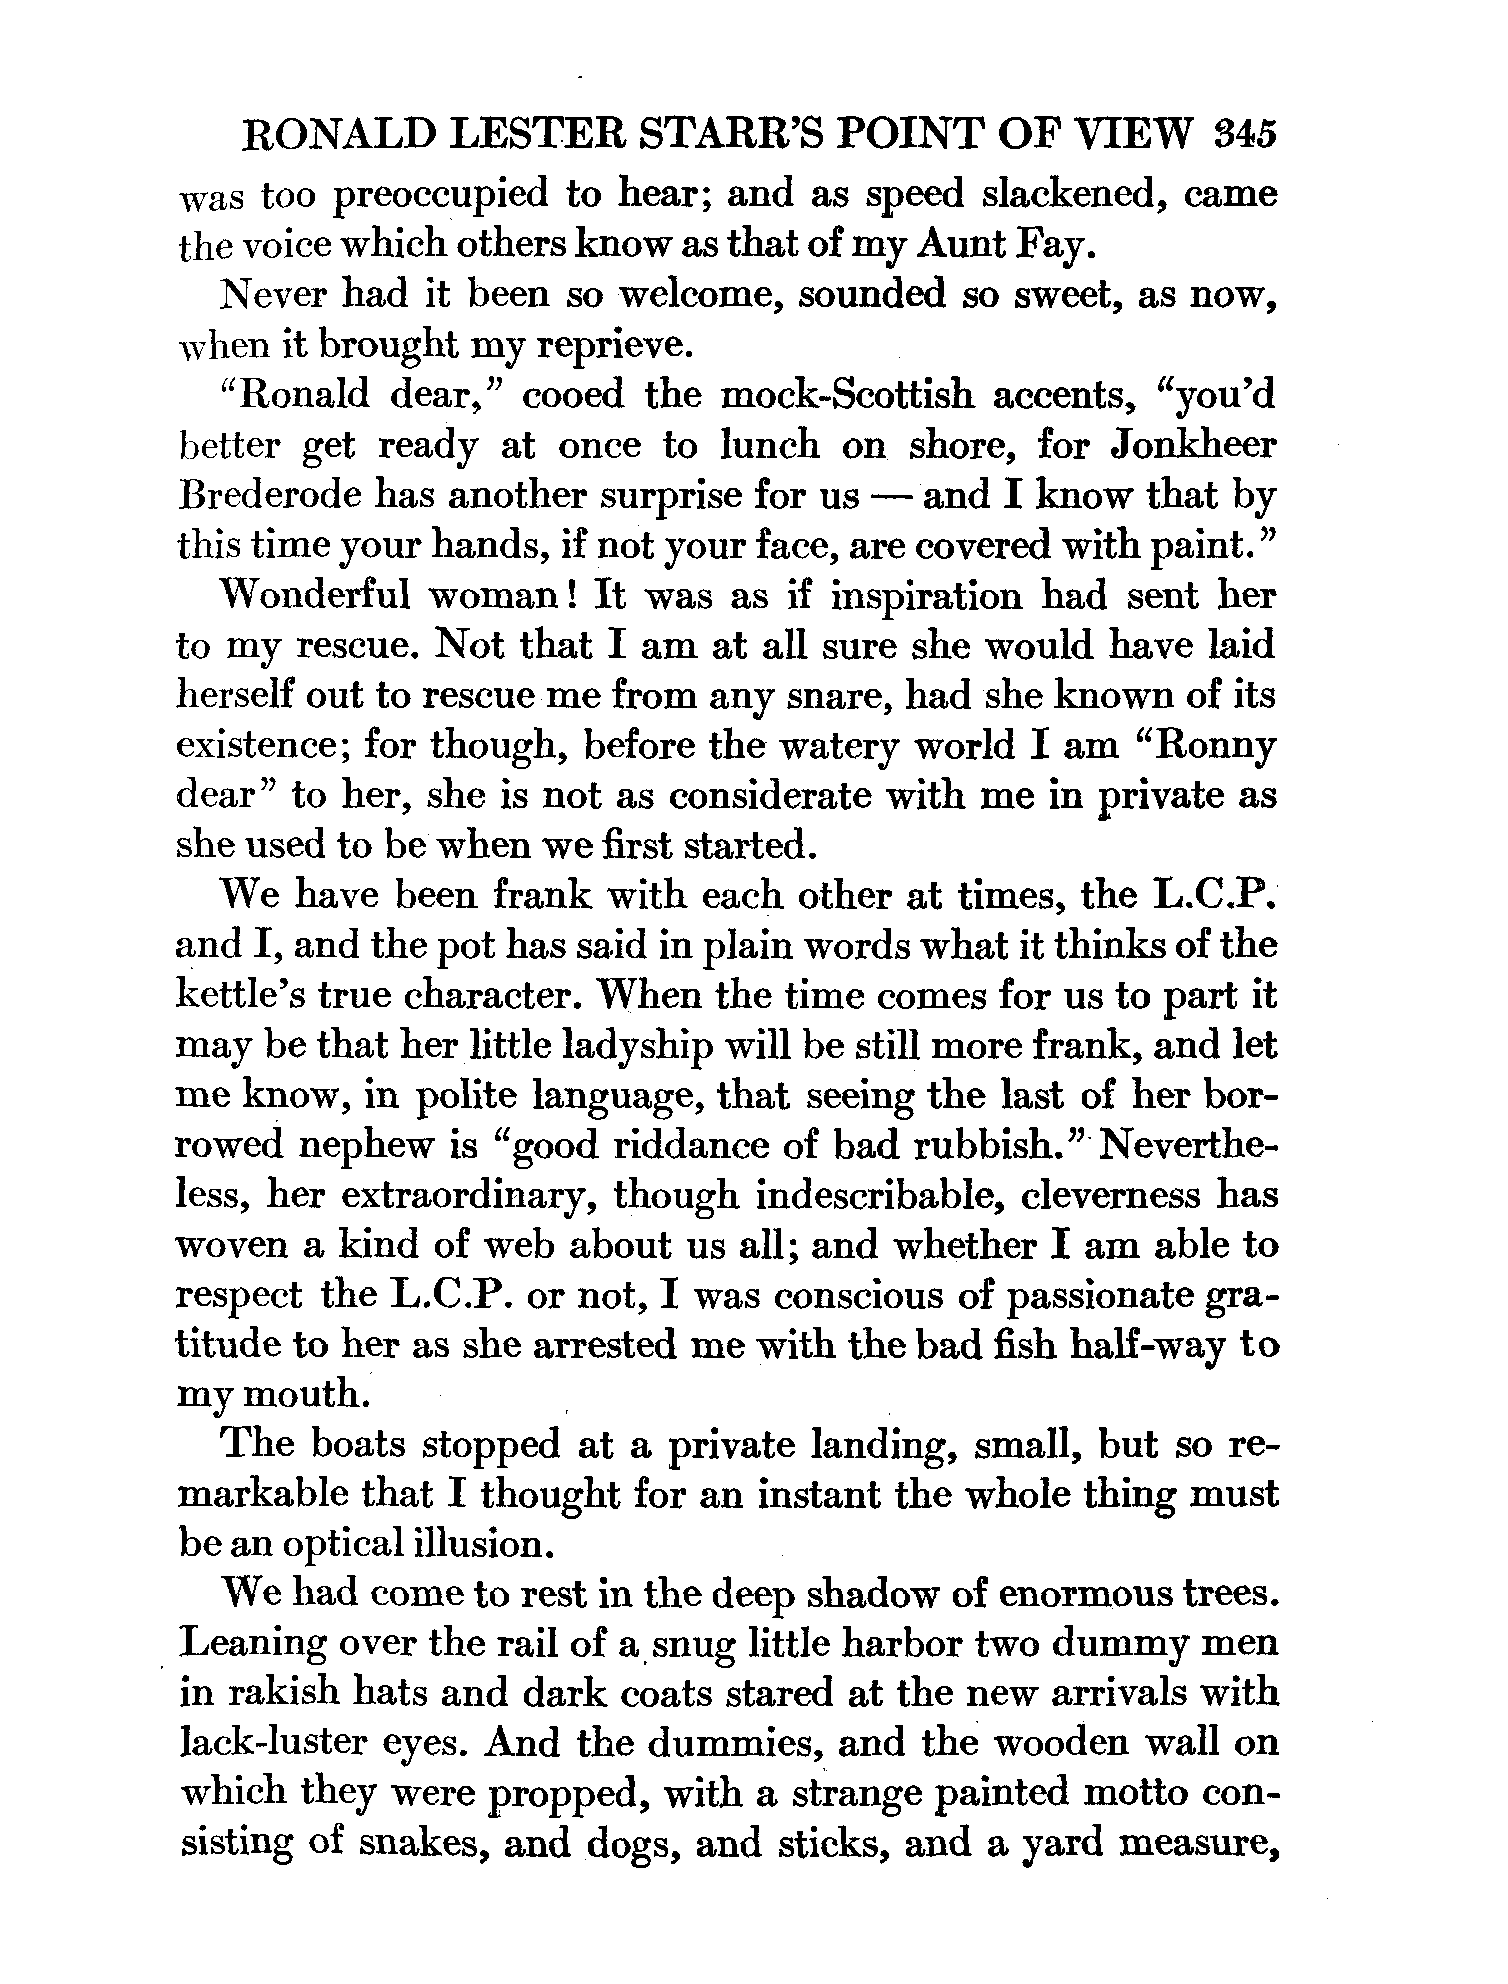 RONALD LESTER STARR'S POINT OF VIEW 345
was too preoccupied to hear; and as speed slackened, came
the voice which others know as that of my Aunt Fay.
Never had it been so welcome, sounded so sweet, as now,
when it brought my reprieve.
“Ronald dear,” cooed the mock-Scottish accents, “you'd
better get ready at once to lunch on shore, for Jonkheer
Brederode has another surprise for us — and I know that by
this time your hands, if not your face, are covered with paint.”
Wonderful woman! It was as if inspiration had sent her
to my rescue. Not that I am at all sure she would have laid
herself out to rescue me from any snare, had she known of its
existence; for though, before the watery world I am “Ronny
dear” to her, she is not as considerate with me in private as
she used to be when we first started.
We have been frank with each other at times, the L.C.P.
and I, and the pot has said in plain words what it thinks of the
kettle's true character. When the time comes for us to part it
may be that her little ladyship will be still more frank, and let
me know, in polite language, that seeing the last of her bor-
rowed nephew is “good riddance of bad rubbish.” Neverthe-
less, her extraordinary, though indescribable, cleverness has
woven a kind of web about us all; and whether I am able to
respect the L.C.P. or not, I was conscious of passionate gra-
titude to her as she arrested me with the bad fish half-way to
my mouth.
The boats stopped at a private landing, small, but so re-
markable that I thought for an instant the whole thing must
be an optical illusion.
We had come to rest in the deep shadow of enormous trees.
Leaning over the rail of a snug little harbor two dummy men
in rakish hats and dark coats stared at the new arrivals with
lack-luster eyes. And the dummies, and the wooden wall on
which they were propped, with a strange painted motto con-
sisting of snakes, and dogs, and sticks, and a yard measure,